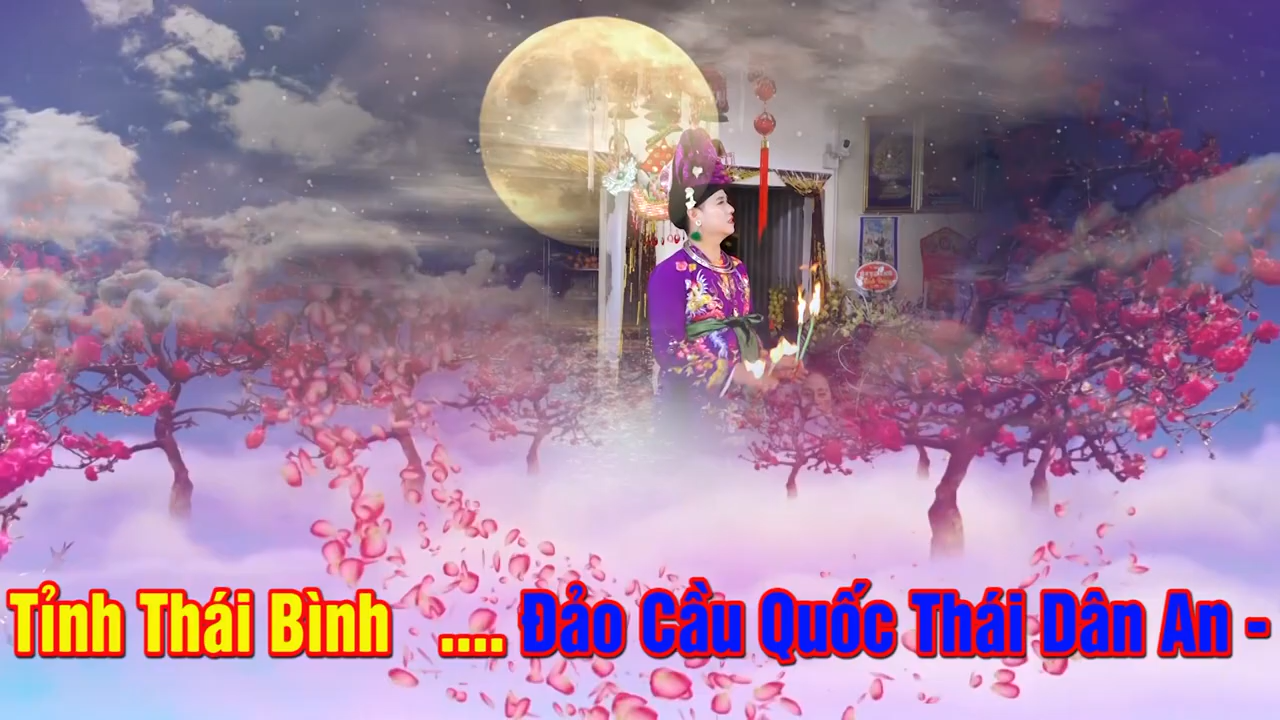 Tỉnh Thái Bình .... Đảo Cầu Quốc Thái Dân An -